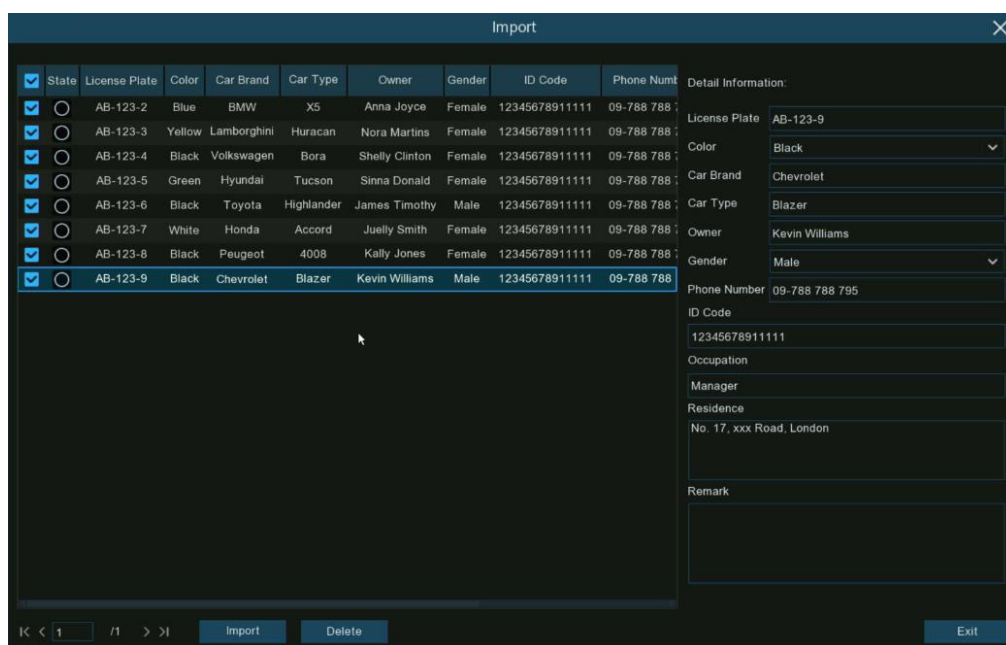 Import
State License Plate Color Car Brand Car Type Owner Gender ID Code Phone Numb
AB-123-2 Blue BMW X5 Anna Joyce Female 12345678911111 09-788 788
AB-123-3 Yellow Lamborghini Huracan Nora Martins Female 12345678911111 09-788 788
AB-123-4 Black Volkswagen Bora Shelly Clinton Female 12345678911111 09-788 788
AB-123-5 Green Hyundai Tucson Sinna Donald Female 12345678911111 09-788 788
AB-123-6 Black Toyota Highlander James Timothy Male 12345678911111 09-788 788
AB-123-7 White Honda Accord Juelly Smith Female 12345678911111 09-788 788
AB-123-8 Black Peugeot 4008 Kally Jones Female 12345678911111 09-788 788
AB-123-9 Black Chevrolet Blazer Kevin Williams Male 12345678911111 09-788 788
Detail Information:
License Plate AB-123-9
Color Black
Car Brand Chevrolet
Car Type Blazer
Owner Kevin Williams
Gender Male
Phone Number 09-788 788 795
ID Code
12345678911111
Occupation
Manager
Residence
No. 17, xxx Road, London
Remark
1 /1 Import Delete Exit